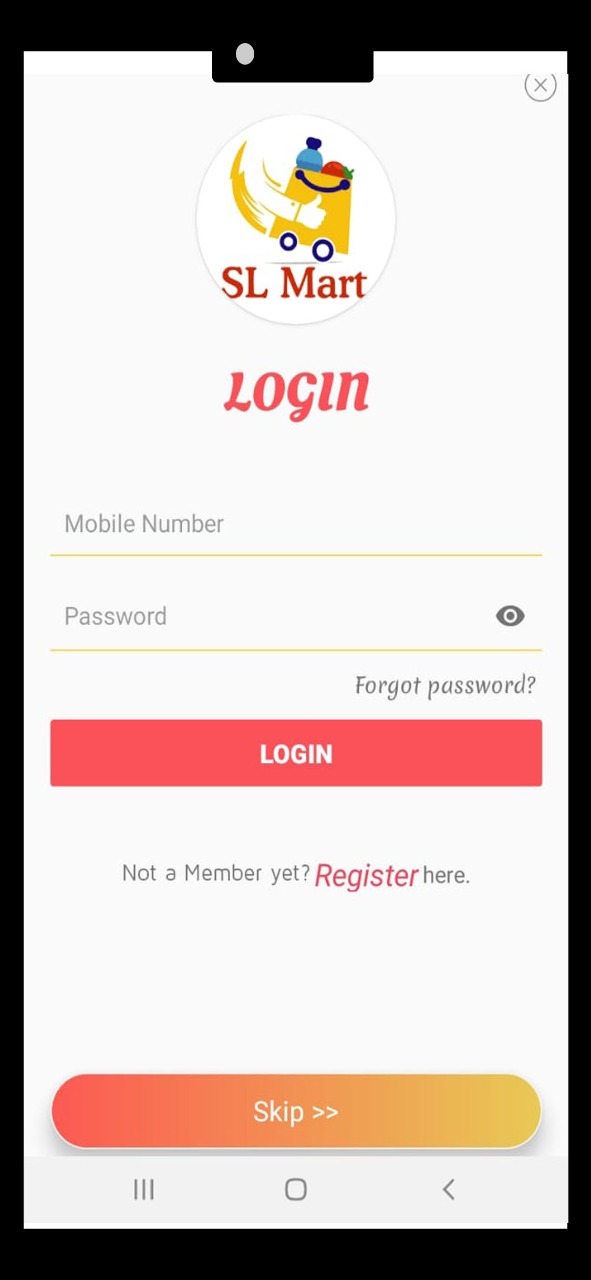 SL Mart
LOGIN
Mobile Number
Password
Forgot password?
LOGIN
Not a Member yet? Register here.
Skip >>